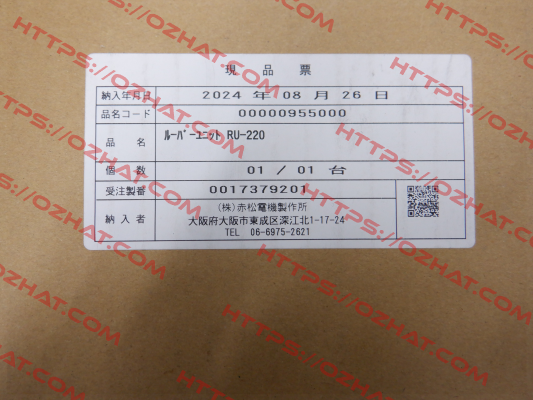 現品票
納入年月日 2024 年 08 月 26 日
品名コード 00000955000
品名 ﾙｰﾊﾞｰﾕﾆｯﾄ RU-220
個数 01 / 01 台
受注製番 0017379201
納入者 (株)赤松電機製作所
大阪府大阪市東成区深江北1-17-24
TEL 06-6975-2621
HTTPS://OZHAT.COM
HTTPS://OZHAT.COM
HTTPS://OZHAT.COM
HTTPS://OZHAT.COM
HTTPS://OZHAT.COM
HTTPS://OZHAT.COM